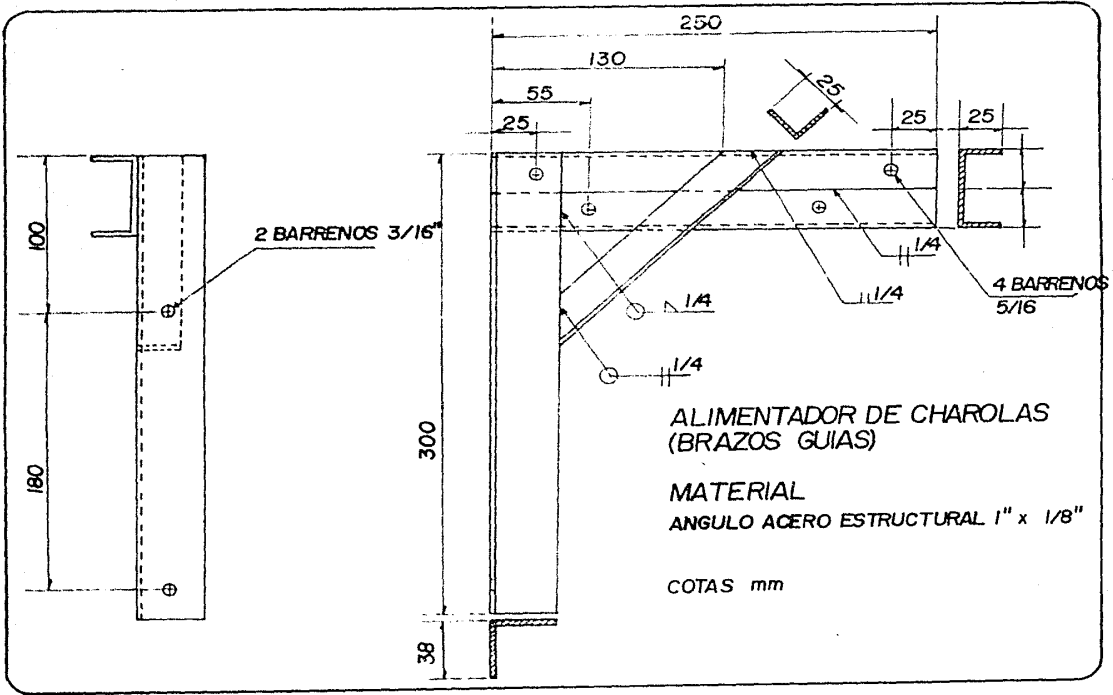 250
130
55
25
25
25
25
100
2 BARRENOS 3/16"
180
300
38
1/4
1/4
1/4
1/4
4 BARRENOS
5/16
ALIMENTADOR DE CHAROLAS
(BRAZOS GUIAS)
MATERIAL
ANGULO ACERO ESTRUCTURAL 1" x 1/8"
COTAS mm